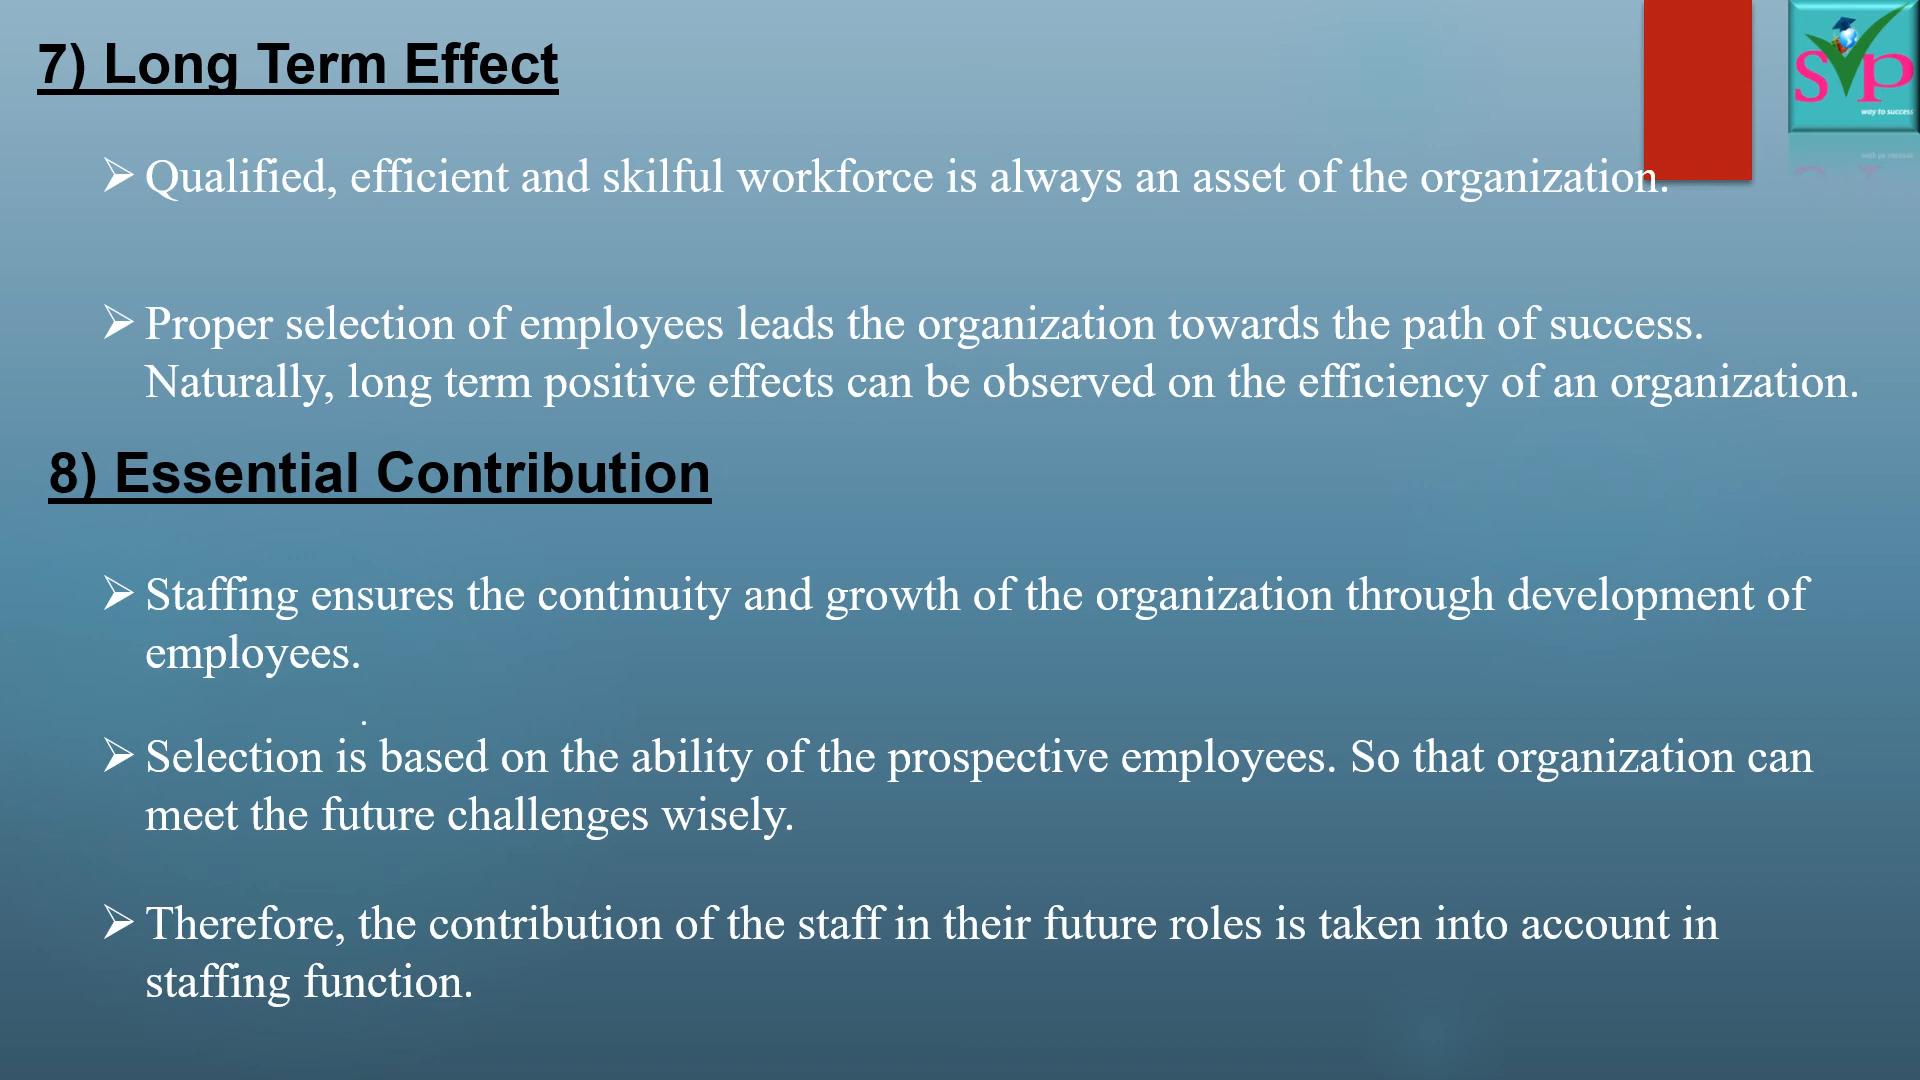 7) Long Term Effect
SVP
way to success
➢ Qualified, efficient and skilful workforce is always an asset of the organization.
➢ Proper selection of employees leads the organization towards the path of success.
Naturally, long term positive effects can be observed on the efficiency of an organization.
8) Essential Contribution
➢ Staffing ensures the continuity and growth of the organization through development of
employees.
.
➢ Selection is based on the ability of the prospective employees. So that organization can
meet the future challenges wisely.
➢ Therefore, the contribution of the staff in their future roles is taken into account in
staffing function.